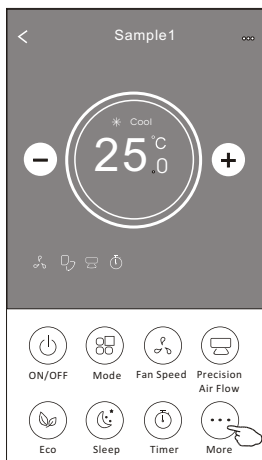 Sample1
Cool
25.0°C
ON/OFF Mode Fan Speed Precision Air Flow
Eco Sleep Timer More